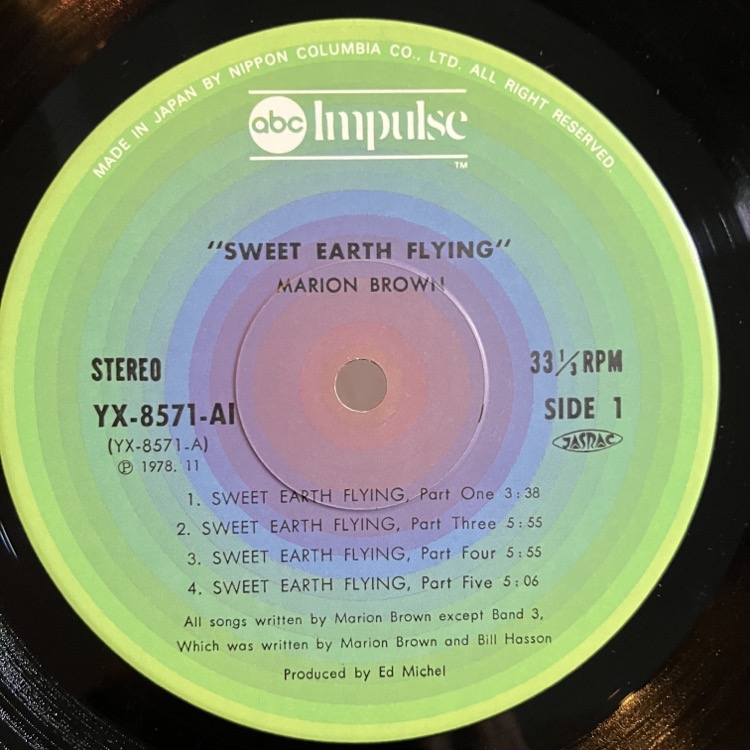 MADE IN JAPAN BY NIPPON COLUMBIA CO., LTD. ALL RIGHT RESERVED.
abc Impulse
TM
"SWEET EARTH FLYING"
MARION BROWN
STEREO
33 1/3 RPM
YX-8571-AI
SIDE 1
(YX-8571-A)
JASRAC
Ⓟ 1978. 11
1. SWEET EARTH FLYING, Part One 3:38
2. SWEET EARTH FLYING, Part Three 5:55
3. SWEET EARTH FLYING, Part Four 5:55
4. SWEET EARTH FLYING, Part Five 5:06
All songs written by Marion Brown except Band 3,
Which was written by Marion Brown and Bill Hasson
Produced by Ed Michel